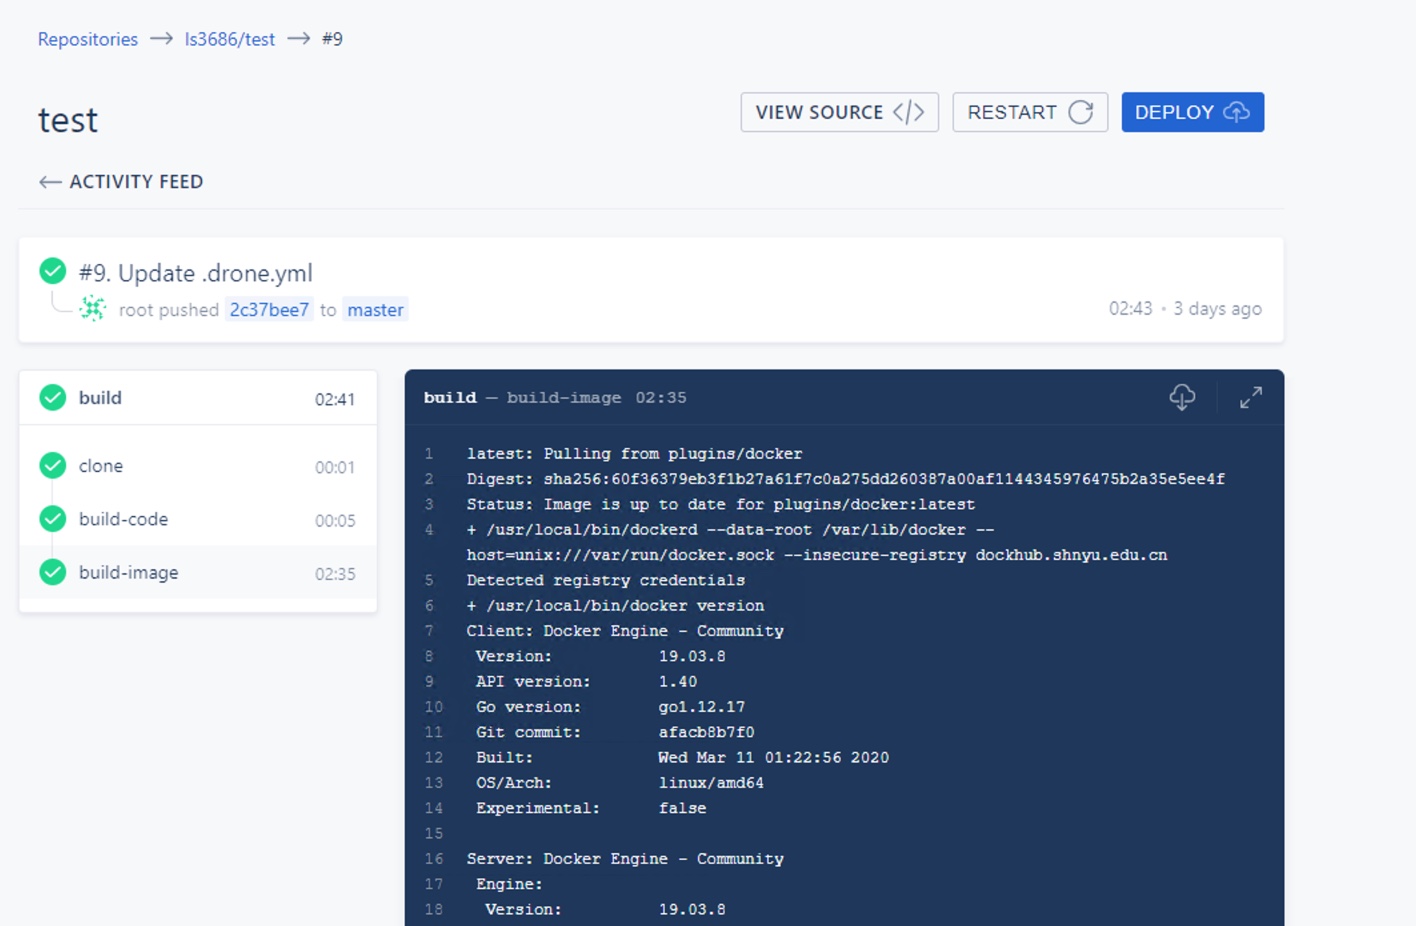 Repositories → ls3686/test → #9
test
VIEW SOURCE </>
RESTART
DEPLOY
← ACTIVITY FEED
#9. Update .drone.yml
root pushed 2c37bee7 to master
02:43 • 3 days ago
build 02:41
clone 00:01
build-code 00:05
build-image 02:35
build — build-image 02:35
1 latest: Pulling from plugins/docker
2 Digest: sha256:60f36379eb3f1b27a61f7c0a275dd260387a00af1144345976475b2a35e5ee4f
3 Status: Image is up to date for plugins/docker:latest
4 + /usr/local/bin/dockerd --data-root /var/lib/docker --
host=unix:///var/run/docker.sock --insecure-registry dockhub.shnyu.edu.cn
5 Detected registry credentials
6 + /usr/local/bin/docker version
7 Client: Docker Engine - Community
8 Version: 19.03.8
9 API version: 1.40
10 Go version: go1.12.17
11 Git commit: afacb8b7f0
12 Built: Wed Mar 11 01:22:56 2020
13 OS/Arch: linux/amd64
14 Experimental: false
15
16 Server: Docker Engine - Community
17 Engine:
18 Version: 19.03.8